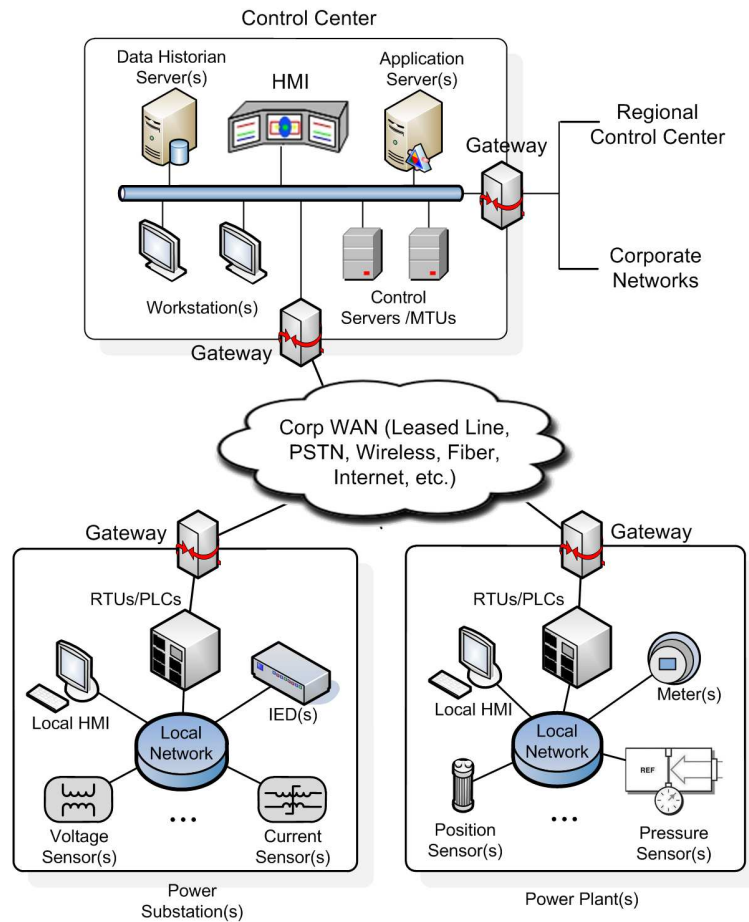 Control Center
Data Historian
Server(s)
HMI
Application
Server(s)
Gateway
Regional
Control Center
Corporate
Networks
Workstation(s)
Control
Servers /MTUs
Gateway
Corp WAN (Leased Line,
PSTN, Wireless, Fiber,
Internet, etc.)
Gateway
RTUs/PLCs
Local HMI
IED(s)
Local
Network
Voltage
Sensor(s)
...
Current
Sensor(s)
Power
Substation(s)
Gateway
RTUs/PLCs
Local HMI
Meter(s)
Local
Network
REF
Position
Sensor(s)
...
Pressure
Sensor(s)
Power Plant(s)